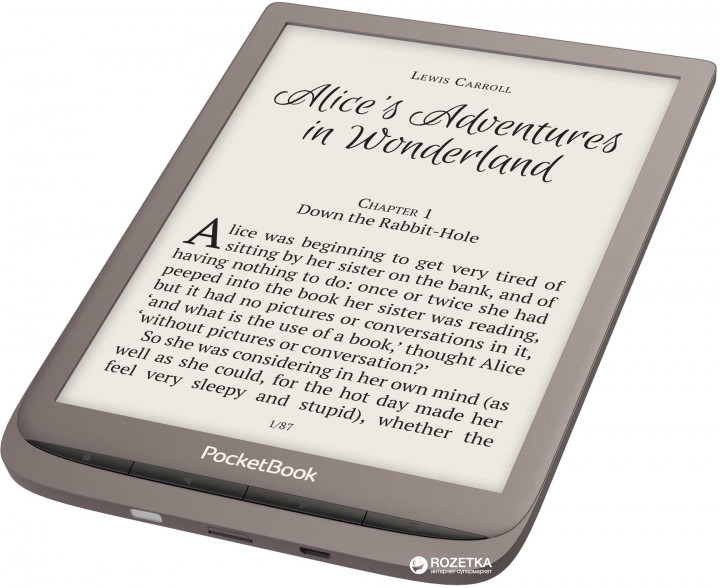 Lewis Carroll
Alice's Adventures
in Wonderland
Chapter 1
Down the Rabbit-Hole
Alice was beginning to get very tired of
sitting by her sister on the bank, and of
having nothing to do: once or twice she had
peeped into the book her sister was reading,
but it had no pictures or conversations in it,
'and what is the use of a book,' thought Alice
'without pictures or conversation?'
So she was considering in her own mind (as
well as she could, for the hot day made her
feel very sleepy and stupid), whether the
1/87
PocketBook
ROZETKA
интернет-супермаркет